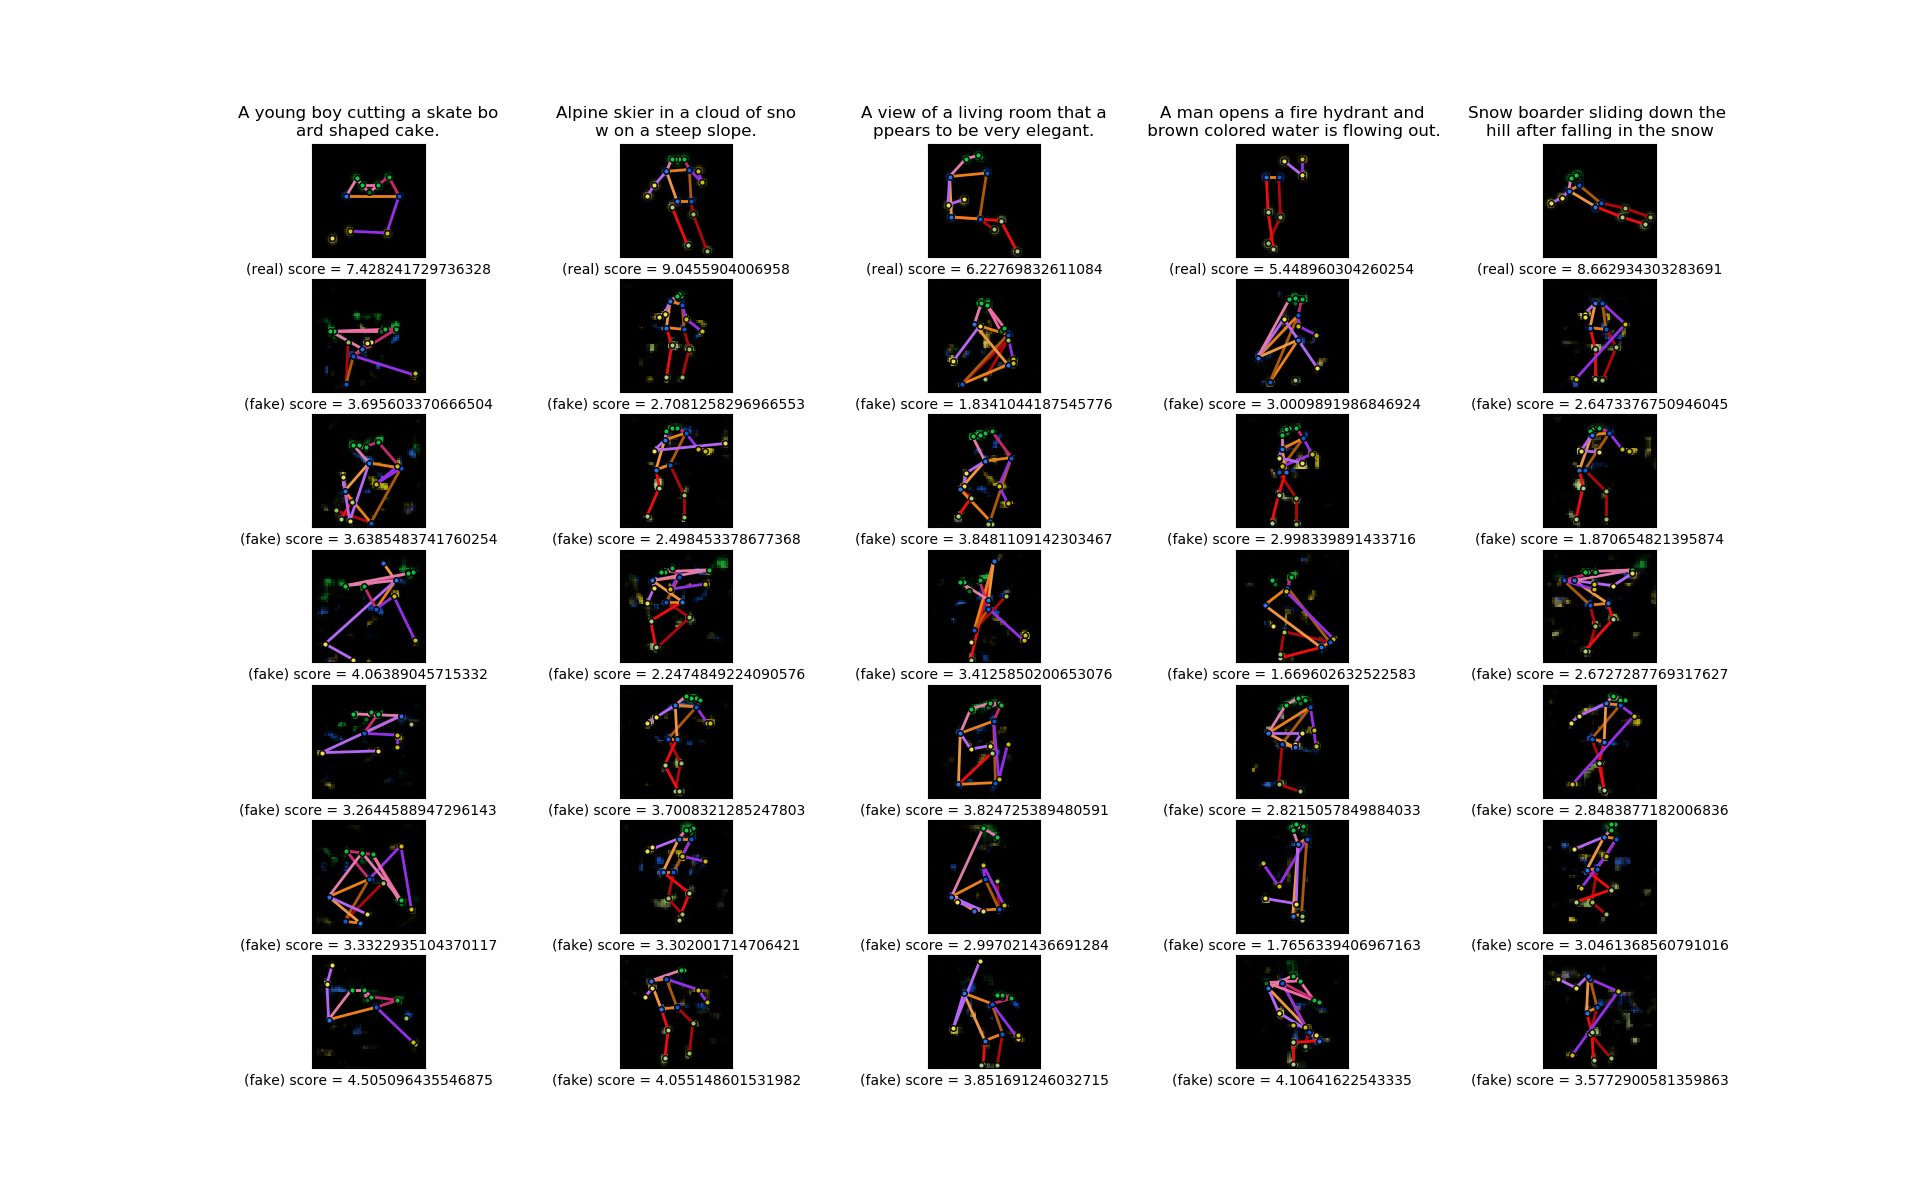 A young boy cutting a skate bo
ard shaped cake.
Alpine skier in a cloud of sno
w on a steep slope.
A view of a living room that a
ppears to be very elegant.
A man opens a fire hydrant and
brown colored water is flowing out.
Snow boarder sliding down the
hill after falling in the snow
(real) score = 7.428241729736328
(real) score = 9.0455904006958
(real) score = 6.22769832611084
(real) score = 5.448960304260254
(real) score = 8.662934303283691
(fake) score = 3.695603370666504
(fake) score = 2.7081258296966553
(fake) score = 1.8341044187545776
(fake) score = 3.0009891986846924
(fake) score = 2.6473376750946045
(fake) score = 3.6385483741760254
(fake) score = 2.498453378677368
(fake) score = 3.8481109142303467
(fake) score = 2.998339891433716
(fake) score = 1.870654821395874
(fake) score = 4.06389045715332
(fake) score = 2.2474849224090576
(fake) score = 3.4125850200653076
(fake) score = 1.669602632522583
(fake) score = 2.6727287769317627
(fake) score = 3.2644588947296143
(fake) score = 3.7008321285247803
(fake) score = 3.824725389480591
(fake) score = 2.8215057849884033
(fake) score = 2.8483877182006836
(fake) score = 3.3322935104370117
(fake) score = 3.302001714706421
(fake) score = 2.997021436691284
(fake) score = 1.7656339406967163
(fake) score = 3.0461368560791016
(fake) score = 4.505096435546875
(fake) score = 4.055148601531982
(fake) score = 3.851691246032715
(fake) score = 4.10641622543335
(fake) score = 3.5772900581359863